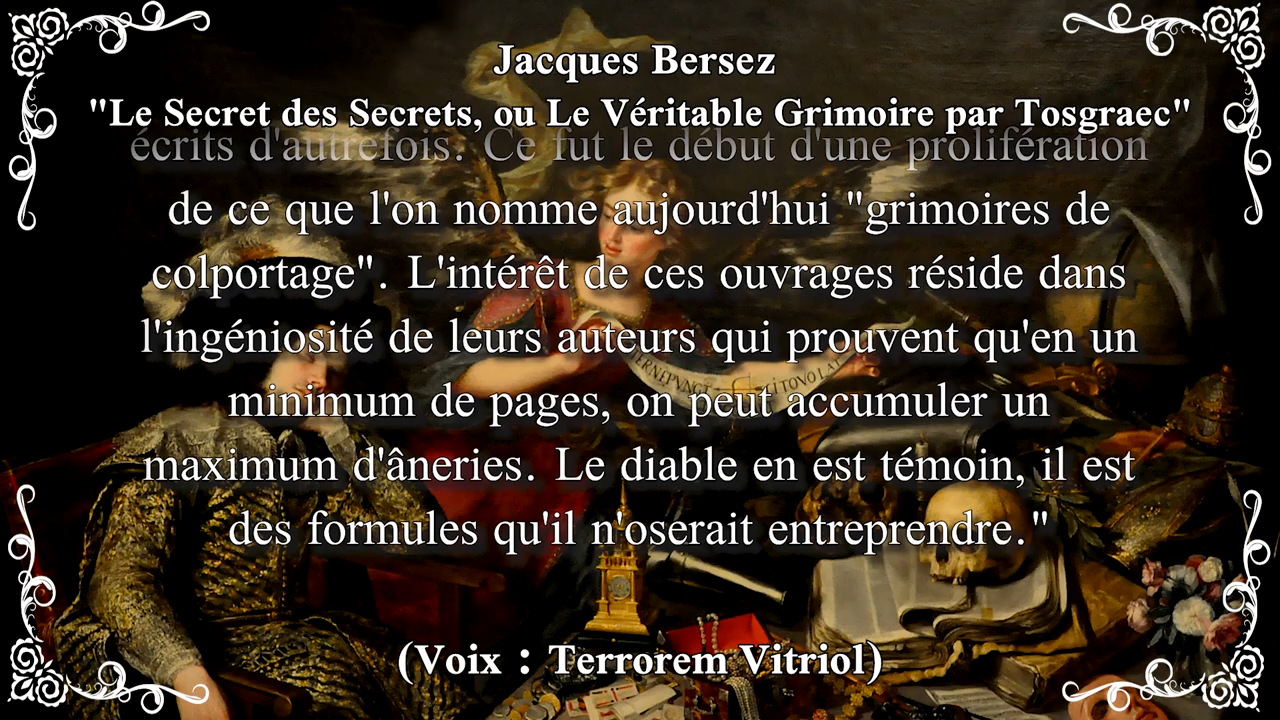 Jacques Bersez
"Le Secret des Secrets, ou Le Véritable Grimoire par Tosgraec"
écrits d'autrefois. Ce fut le début d'une prolifération
de ce que l'on nomme aujourd'hui "grimoires de
colportage". L'intérêt de ces ouvrages réside dans
l'ingéniosité de leurs auteurs qui prouvent qu'en un
minimum de pages, on peut accumuler un
maximum d'âneries. Le diable en est témoin, il est
des formules qu'il n'oserait entreprendre."
(Voix : Terrorem Vitriol)